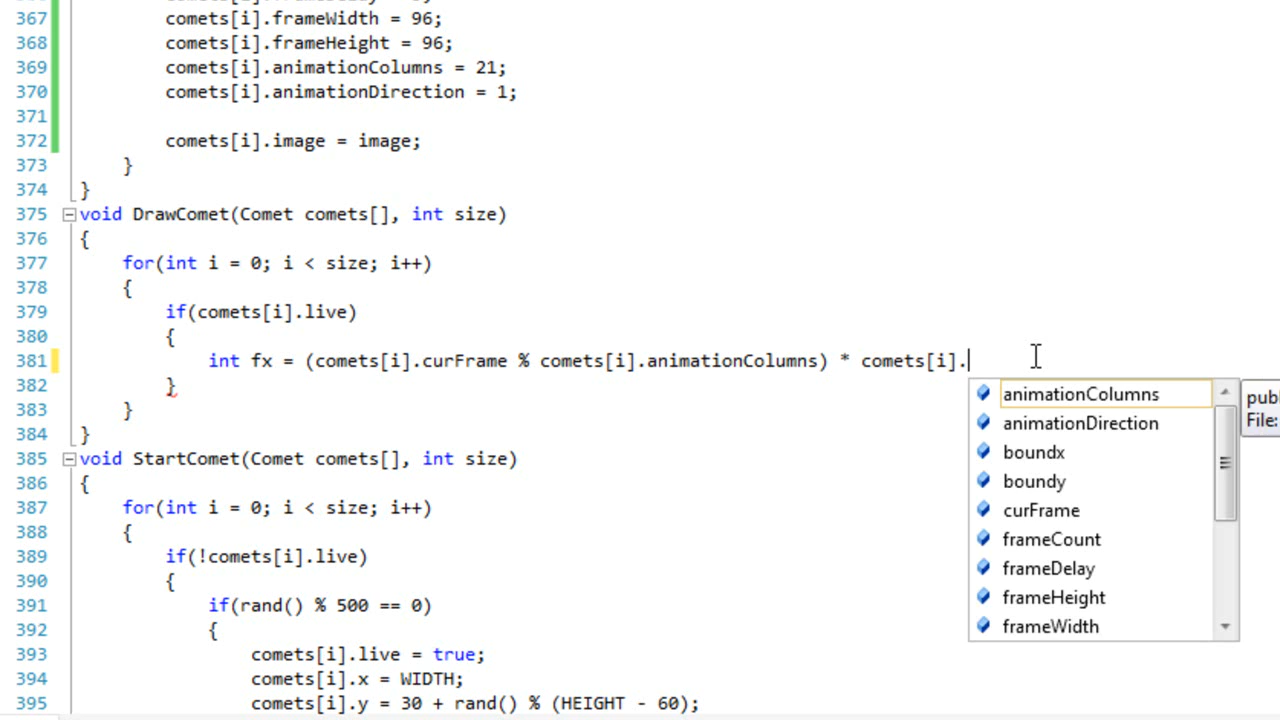 367 comets[i].frameWidth = 96;
368 comets[i].frameHeight = 96;
369 comets[i].animationColumns = 21;
370 comets[i].animationDirection = 1;
371
372 comets[i].image = image;
373 }
374 }
375 void DrawComet(Comet comets[], int size)
376 {
377 for(int i = 0; i < size; i++)
378 {
379 if(comets[i].live)
380 {
381 int fx = (comets[i].curFrame % comets[i].animationColumns) * comets[i].
382 }
383 }
384 }
385 void StartComet(Comet comets[], int size)
386 {
387 for(int i = 0; i < size; i++)
388 {
389 if(!comets[i].live)
390 {
391 if(rand() % 500 == 0)
392 {
393 comets[i].live = true;
394 comets[i].x = WIDTH;
395 comets[i].y = 30 + rand() % (HEIGHT - 60);
animationColumns
animationDirection
boundx
boundy
curFrame
frameCount
frameDelay
frameHeight
frameWidth
File: